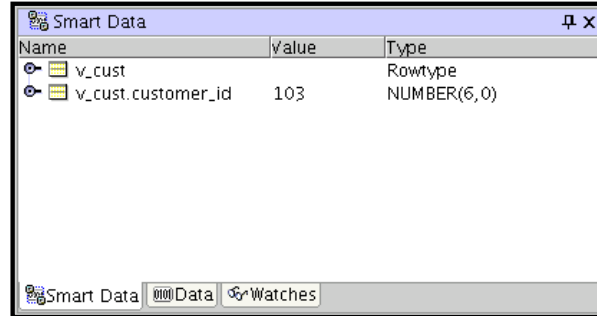 Smart Data
Name Value Type
v_cust Rowtype
v_cust.customer_id 103 NUMBER(6,0)
Smart Data Data Watches